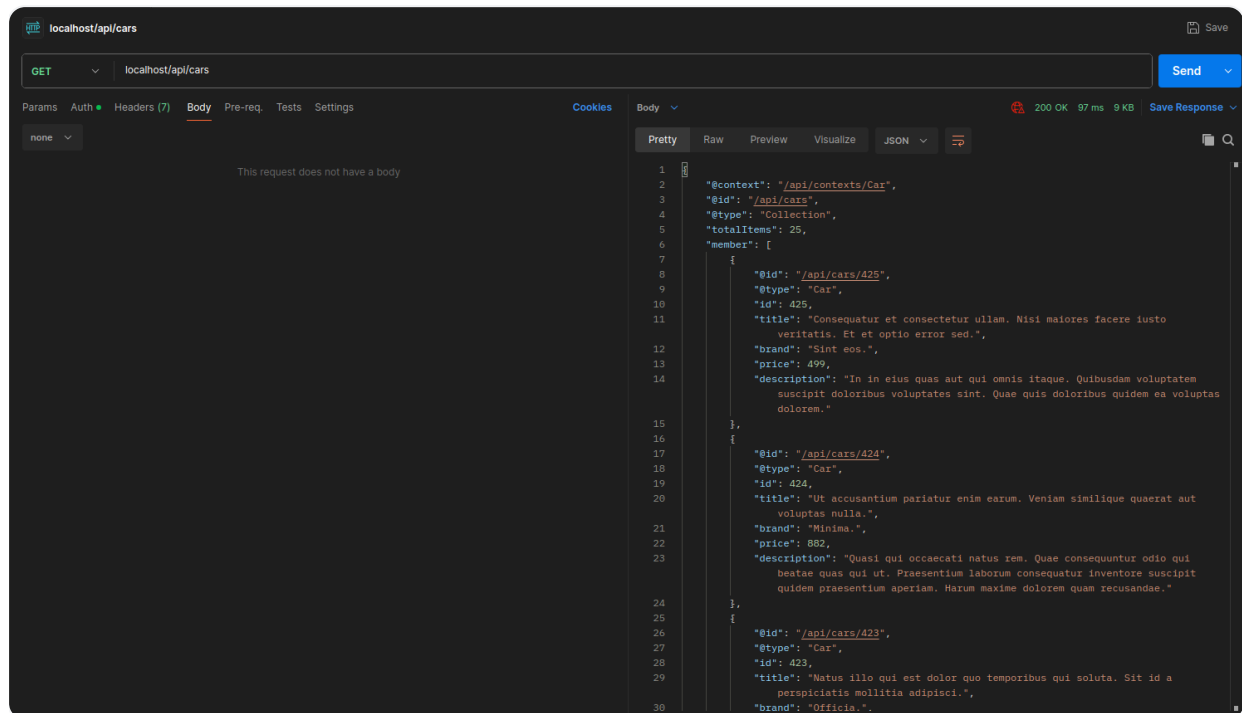 HTTP localhost/api/cars Save
GET localhost/api/cars Send
Params Auth Headers (7) Body Pre-req. Tests Settings Cookies
none
This request does not have a body
Body 200 OK 97 ms 9 KB Save Response
Pretty Raw Preview Visualize JSON
1 {
2 "@context": "/api/contexts/Car",
3 "@id": "/api/cars",
4 "@type": "Collection",
5 "totalItems": 25,
6 "member": [
7 {
8 "@id": "/api/cars/425",
9 "@type": "Car",
10 "id": 425,
11 "title": "Consequatur et consectetur ullam. Nisi maiores facere iusto
veritatis. Et et optio error sed.",
12 "brand": "Sint eos.",
13 "price": 499,
14 "description": "In in eius quas aut qui omnis itaque. Quibusdam voluptatem
suscipit doloribus voluptates sint. Quae quis doloribus quidem ea voluptas
dolorem."
15 },
16 {
17 "@id": "/api/cars/424",
18 "@type": "Car",
19 "id": 424,
20 "title": "Ut accusantium pariatur enim earum. Veniam similique quaerat aut
voluptas nulla.",
21 "brand": "Minima.",
22 "price": 882,
23 "description": "Quasi qui occaecati natus rem. Quae consequuntur odio qui
beatae quas qui ut. Praesentium laborum consequatur inventore suscipit
quidem praesentium aperiam. Harum maxime dolorem quam recusandae."
24 },
25 {
26 "@id": "/api/cars/423",
27 "@type": "Car",
28 "id": 423,
29 "title": "Natus illo qui est dolor quo temporibus qui soluta. Sit id a
perspiciatis mollitia adipisci.",
30 "brand": "Officia.",